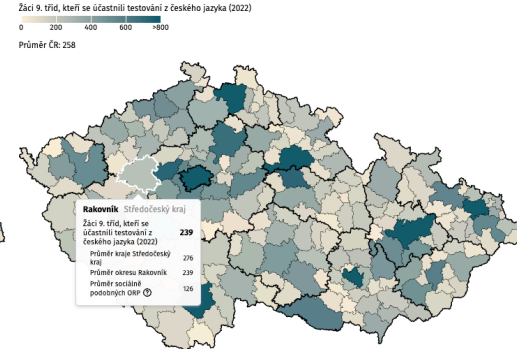 Žáci 9. tříd, kteří se účastnili testování z českého jazyka (2022)
0 200 400 600 >800
Průměr ČR: 258
Rakovník Středočeský kraj
Žáci 9. tříd, kteří se
účastnili testování z
českého jazyka (2022)
239
Průměr kraje Středočeský
kraj
276
Průměr okresu Rakovník 239
Průměr sociálně
podobných ORP ?
126